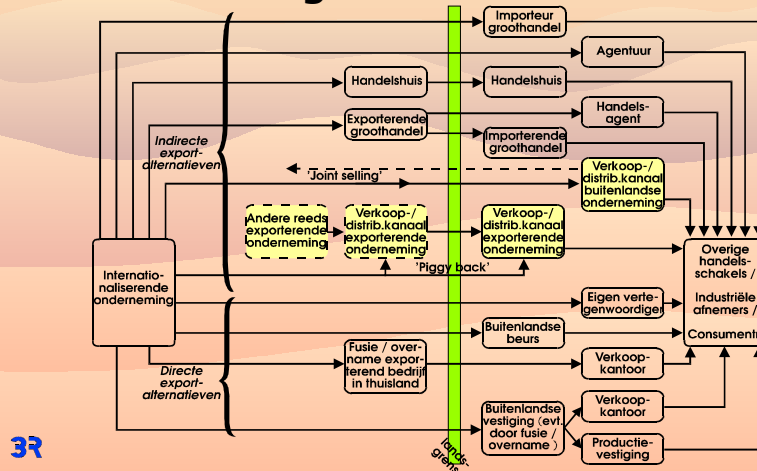 Importeur
groothandel
Agentuur
Handelshuis
Handelshuis
Exporterende
groothandel
Handels-
agent
Importerende
groothandel
Indirecte
export-
alternatieven
'Joint selling'
Verkoop-/
distrib.kanaal
buitenlandse
onderneming
Andere reeds
exporterende
onderneming
Verkoop-/
distrib.kanaal
exporterende
onderneming
Verkoop-/
distrib.kanaal
exporterende
onderneming
'Piggy back'
Internatio-
naliserende
onderneming
Overige
handels-
schakels /
Industriële
afnemers /
Eigen verte-
genwoordiger
Buitenlandse
beurs
Fusie / over-
name expor-
terend bedrijf
in thuisland
Verkoop-
kantoor
Directe
export-
alternatieven
Buitenlandse
vestiging (evt.
door fusie /
overname )
Verkoop-
kantoor
Productie-
vestiging
lands-
grens
3R